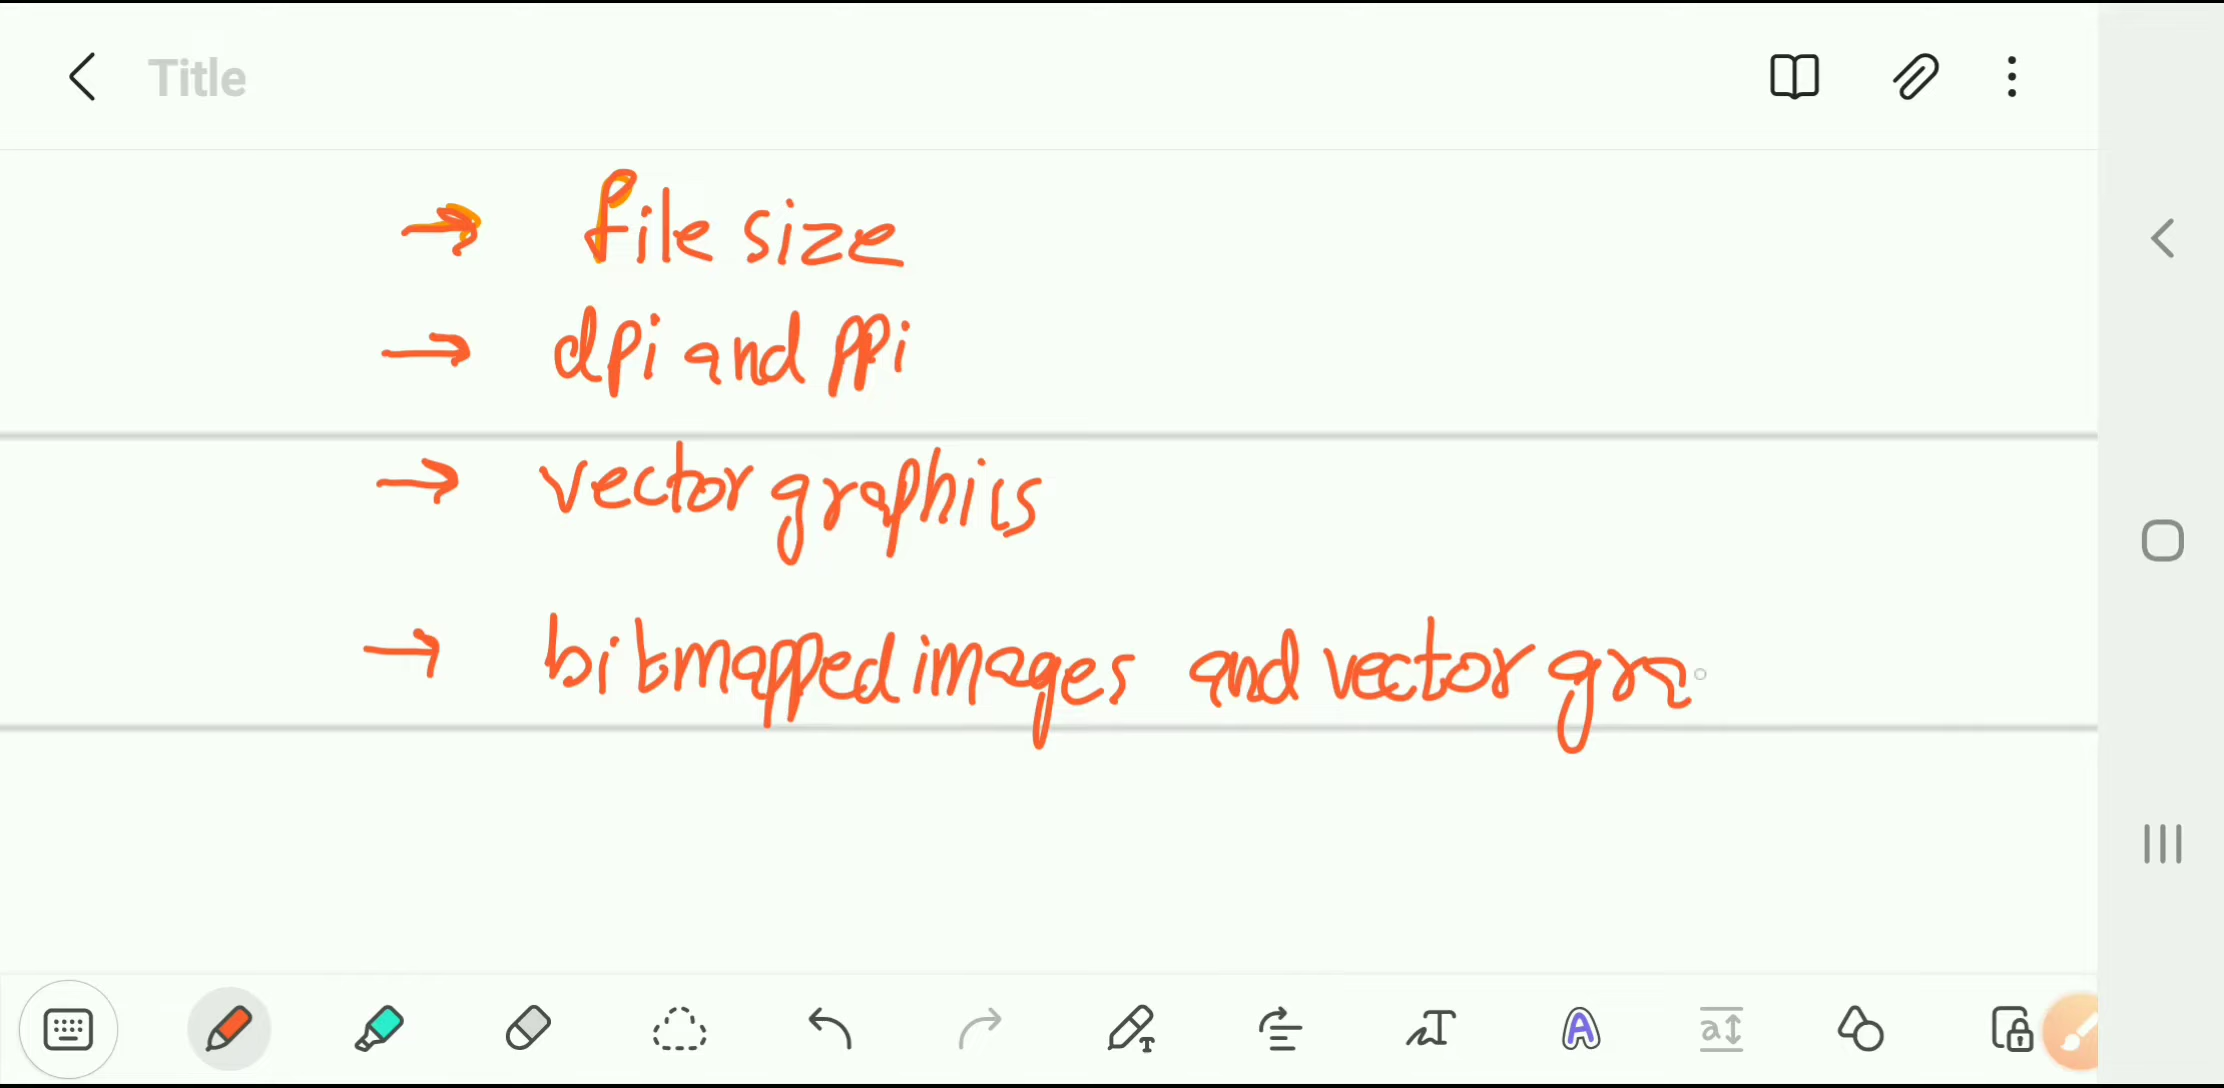 Title
→ file size
→ dpi and ppi
→ vector graphics
→ bitmapped images and vector gra